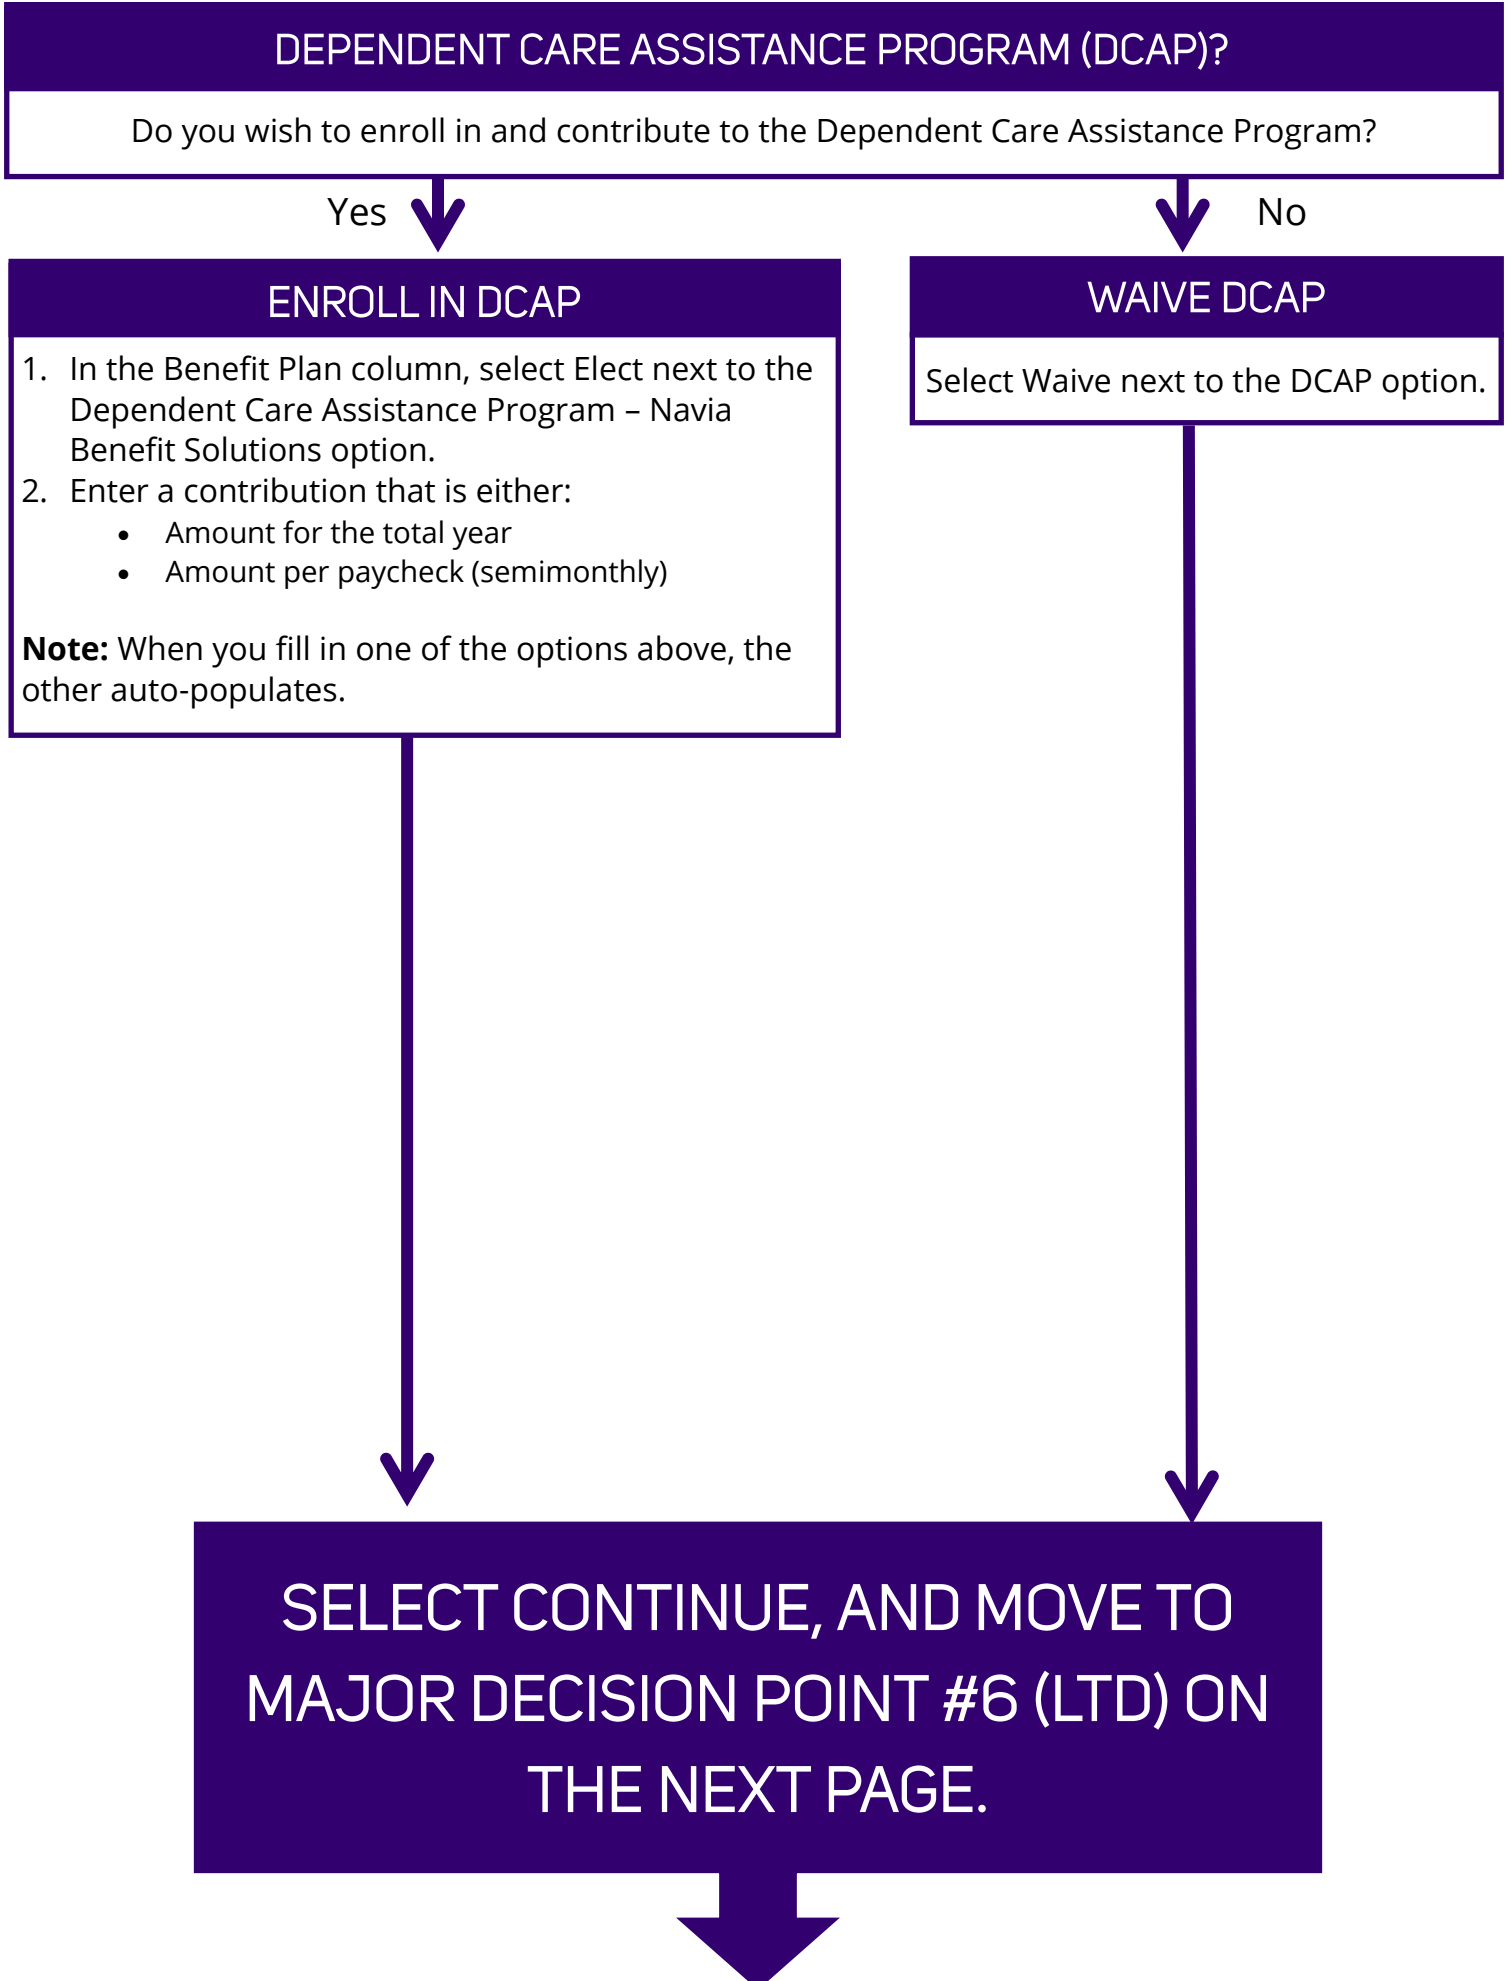 DEPENDENT CARE ASSISTANCE PROGRAM (DCAP)?
Do you wish to enroll in and contribute to the Dependent Care Assistance Program?
Yes
No
ENROLL IN DCAP
1. In the Benefit Plan column, select Elect next to the
Dependent Care Assistance Program – Navia
Benefit Solutions option.
2. Enter a contribution that is either:
• Amount for the total year
• Amount per paycheck (semimonthly)
Note: When you fill in one of the options above, the
other auto-populates.
WAIVE DCAP
Select Waive next to the DCAP option.
SELECT CONTINUE, AND MOVE TO
MAJOR DECISION POINT #6 (LTD) ON
THE NEXT PAGE.